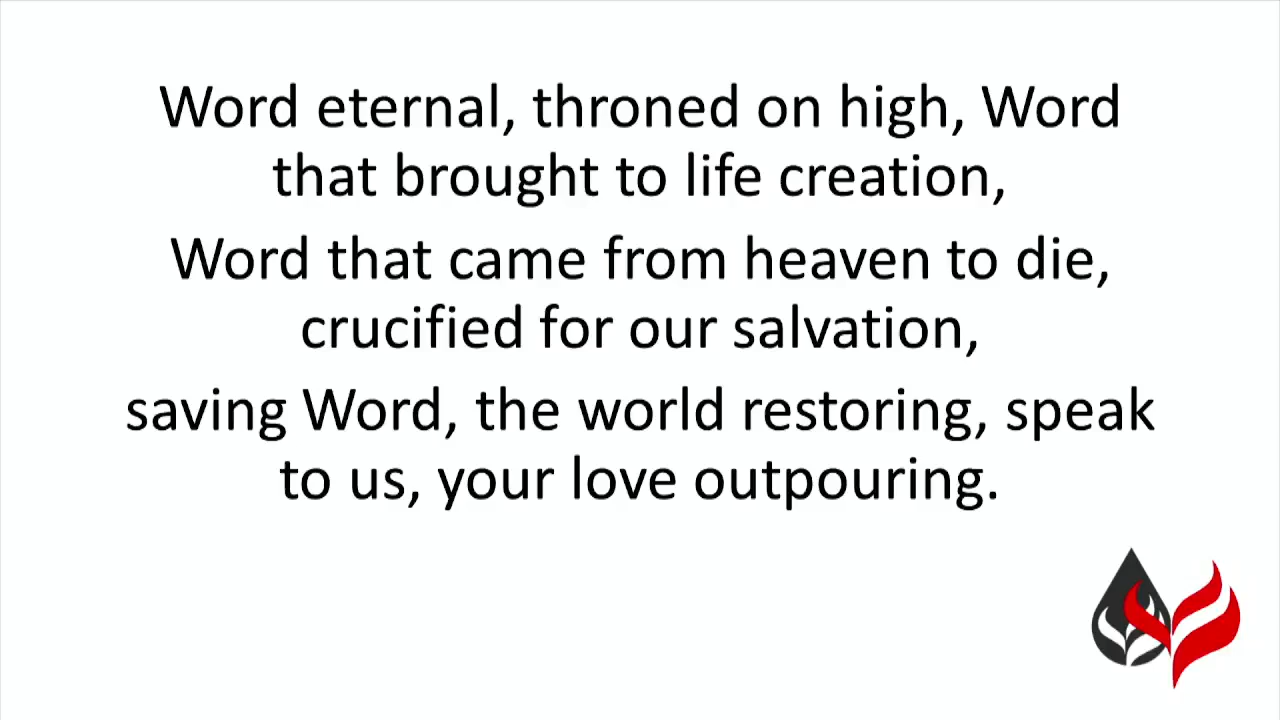 Word eternal, throned on high, Word
that brought to life creation,
Word that came from heaven to die,
crucified for our salvation,
saving Word, the world restoring, speak
to us, your love outpouring.